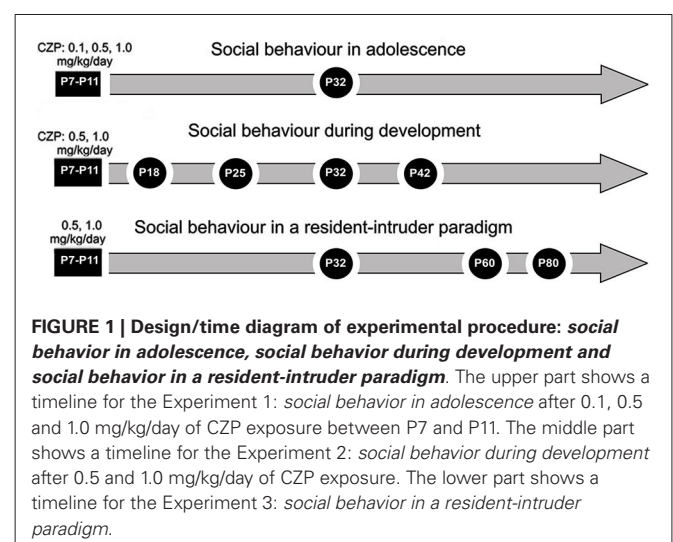 CZP: 0.1, 0.5, 1.0
mg/kg/day
Social behaviour in adolescence
P7-P11
P32
CZP: 0.5, 1.0
mg/kg/day
Social behaviour during development
P7-P11
P18
P25
P32
P42
0.5, 1.0
mg/kg/day
Social behaviour in a resident-intruder paradigm
P7-P11
P32
P60
P80
FIGURE 1 | Design/time diagram of experimental procedure: social
behavior in adolescence, social behavior during development and
social behavior in a resident-intruder paradigm. The upper part shows a
timeline for the Experiment 1: social behavior in adolescence after 0.1, 0.5
and 1.0 mg/kg/day of CZP exposure between P7 and P11. The middle part
shows a timeline for the Experiment 2: social behavior during development
after 0.5 and 1.0 mg/kg/day of CZP exposure. The lower part shows a
timeline for the Experiment 3: social behavior in a resident-intruder
paradigm.